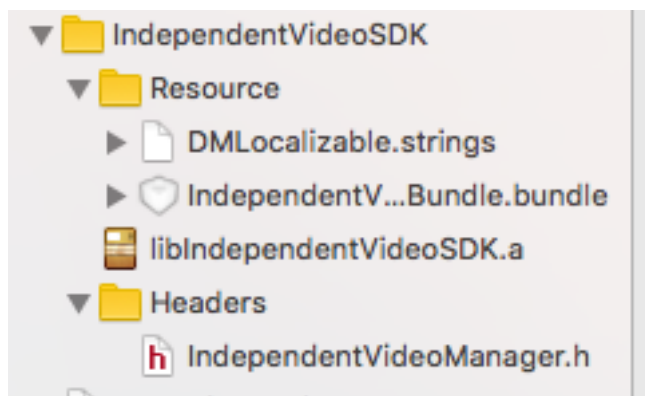 IndependentVideoSDK
Resource
DMLocalizable.strings
IndependentV...Bundle.bundle
libIndependentVideoSDK.a
Headers
h IndependentVideoManager.h